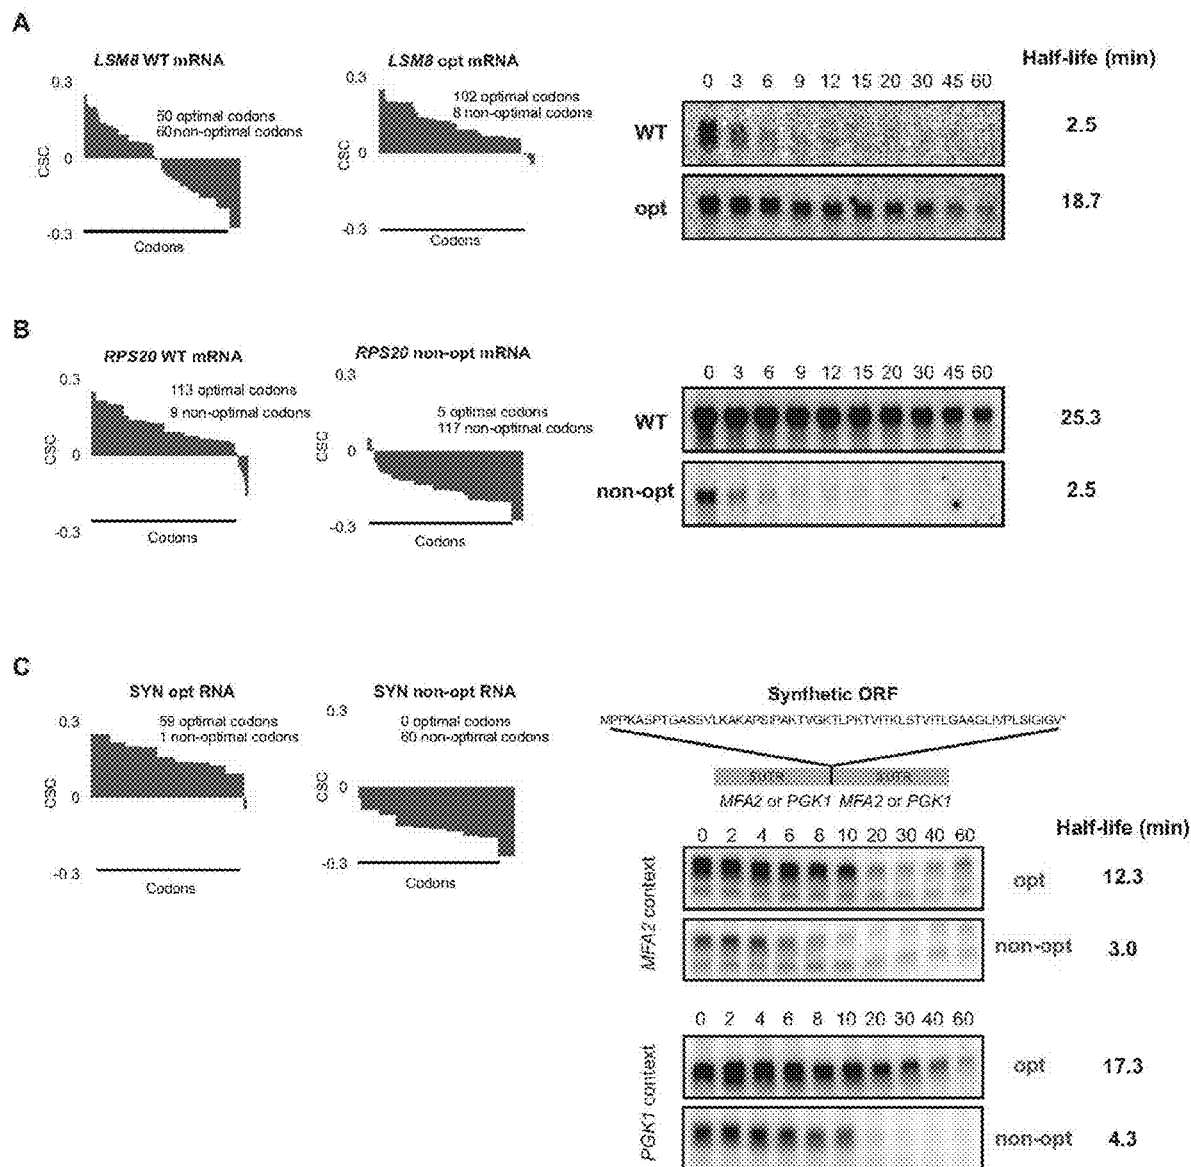 A
LSM8 WT mRNA
0.3
50 optimal codons
60 non-optimal codons
CSC
0
-0.3
Codons
LSM8 opt mRNA
0.3
102 optimal codons
8 non-optimal codons
CSC
0
-0.3
Codons
Half-life (min)
0 3 6 9 12 15 20 30 45 60
WT
2.5
opt
18.7
B
RPS20 WT mRNA
0.3
113 optimal codons
9 non-optimal codons
CSC
0
-0.3
Codons
RPS20 non-opt mRNA
0.3
5 optimal codons
117 non-optimal codons
CSC
0
-0.3
Codons
0 3 6 9 12 15 20 30 45 60
WT
25.3
non-opt
2.5
C
SYN opt RNA
0.3
59 optimal codons
1 non-optimal codons
CSC
0
-0.3
Codons
SYN non-opt RNA
0.3
0 optimal codons
60 non-optimal codons
CSC
0
-0.3
Codons
Synthetic ORF
MFA2 or PGK1 MFA2 or PGK1
Half-life (min)
0 2 4 6 8 10 20 30 40 60
MFA2 context
opt
12.3
non-opt
3.0
0 2 4 6 8 10 20 30 40 60
PGK1 context
opt
17.3
non-opt
4.3